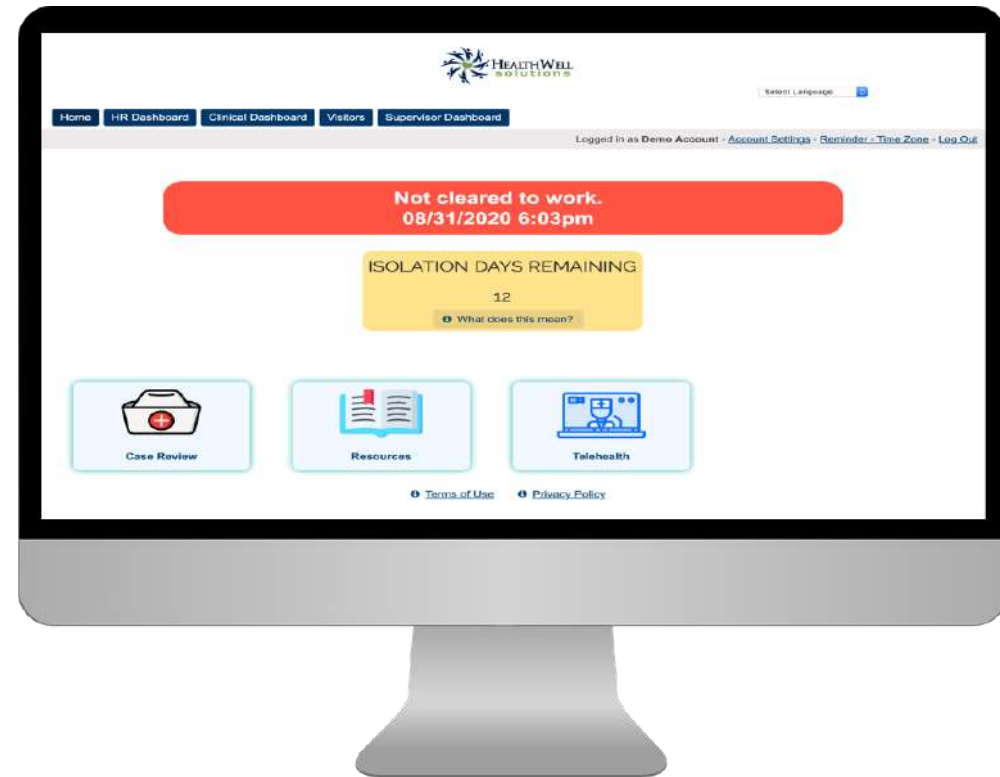 HEALTHWELL
solutions
Select Language
Home HR Dashboard Clinical Dashboard Visitors Supervisor Dashboard
Logged in as Demo Account - Account Settings - Reminder - Time Zone - Log Out
Not cleared to work.
08/31/2020 6:03pm
ISOLATION DAYS REMAINING
12
What does this mean?
Case Review Resources Telehealth
Terms of Use Privacy Policy